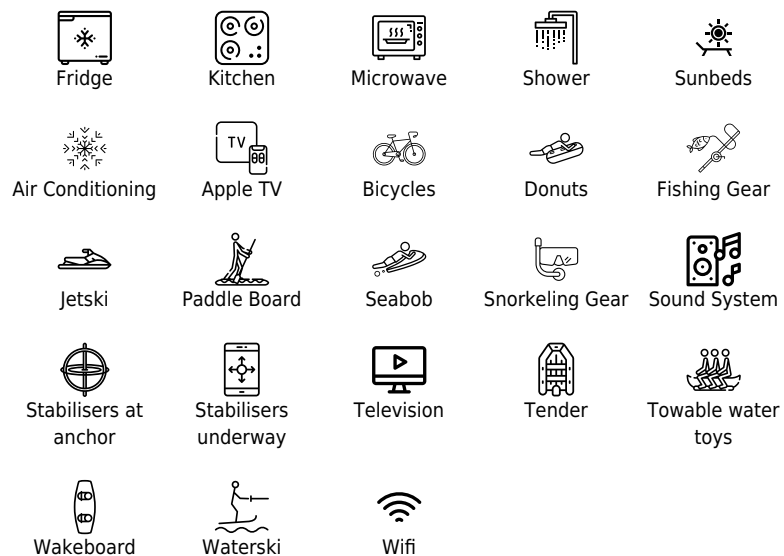 Fridge
Kitchen
Microwave
Shower
Sunbeds
TV
Air Conditioning
Apple TV
Bicycles
Donuts
Fishing Gear
Jetski
Paddle Board
Seabob
Snorkeling Gear
Sound System
Stabilisers at
anchor
Stabilisers
underway
Television
Tender
Towable water
toys
Wakeboard
Waterski
Wifi